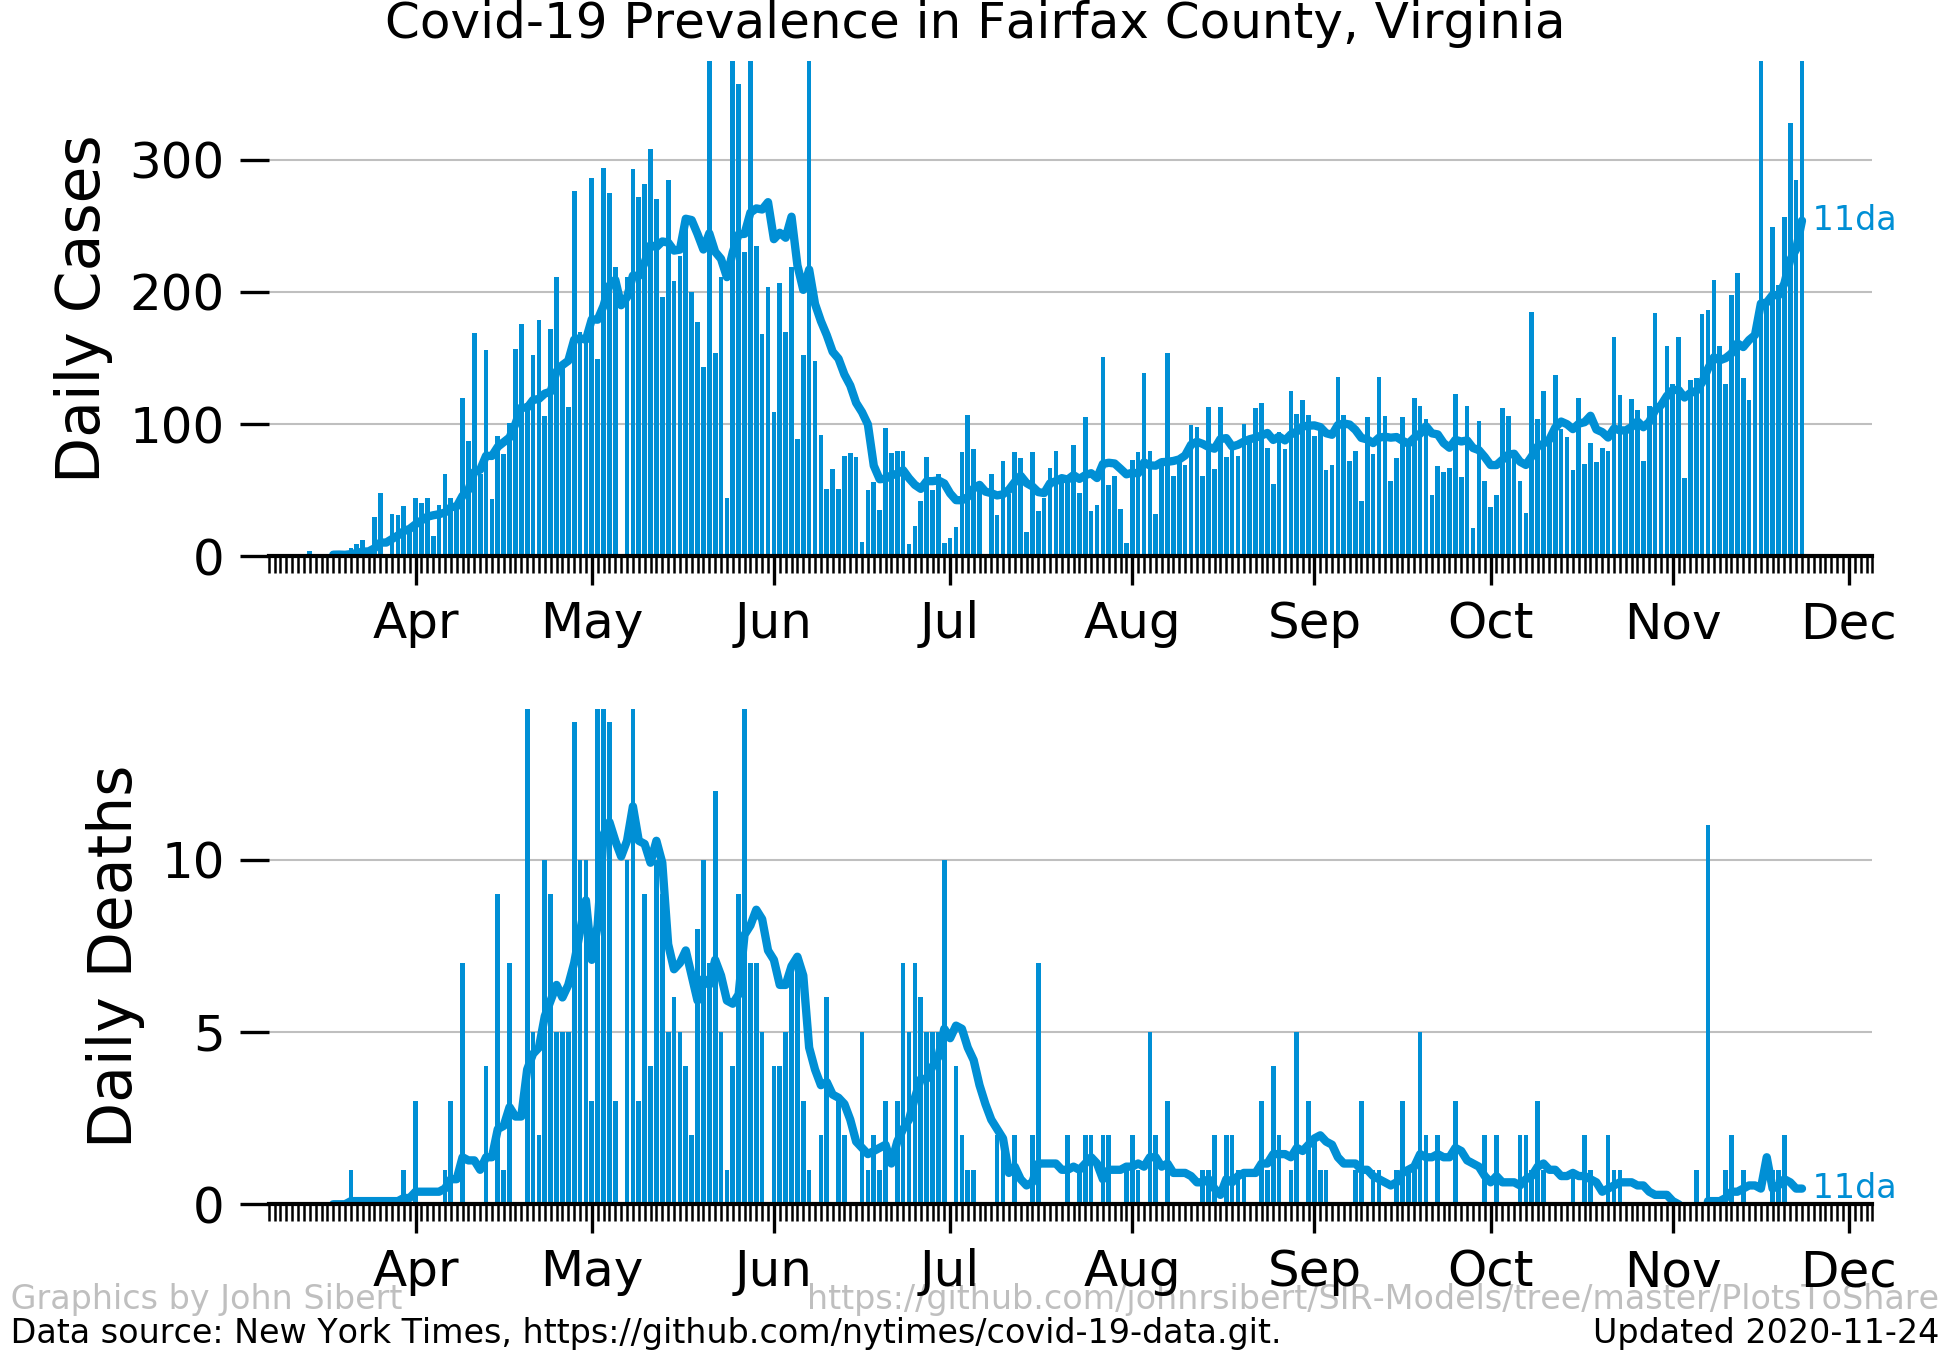 Covid-19 Prevalence in Fairfax County, Virginia
Daily Cases
300
200
100
0
11da
Apr May Jun Jul Aug Sep Oct Nov Dec
Daily Deaths
10
5
0
11da
Apr May Jun Jul Aug Sep Oct Nov Dec
Graphics by John Sibert https://github.com/johnrsibert/SIR-Models/tree/master/PlotsToShare
Data source: New York Times, https://github.com/nytimes/covid-19-data.git. Updated 2020-11-24